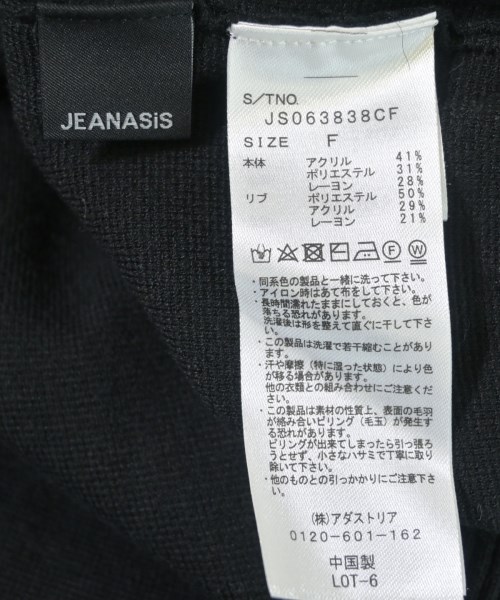 JEANASiS
S/TNO.
JS063838CF
SIZE F
本体 アクリル 41%
ポリエステル 31%
レーヨン 28%
リブ ポリエステル 50%
アクリル 29%
レーヨン 21%
F W
・同系色の製品と一緒に洗って下さい。
・アイロン時はあて布をして下さい。
・長時間濡れたままにしておくと、色が
落ちる恐れがあります。
洗濯後は形を整えて直ぐに干して下さ
い。
・この製品は洗濯で若干縮むことがあり
ます。
・汗や摩擦（特に湿った状態）により色
が移る場合があります。
他の衣類との組み合わせにご注意くだ
さい。
・この製品は素材の性質上、表面の毛羽
が絡み合いピリング（毛玉）が発生す
る恐れがあります。
ピリングが出来てしまったら引っ張ろ
うとせず、小さなハサミで丁寧に取り
除いて下さい。
・他のものとの引っかかりにご注意下さ
い。
(株)アダストリア
0120-601-162
中国製
LOT-6